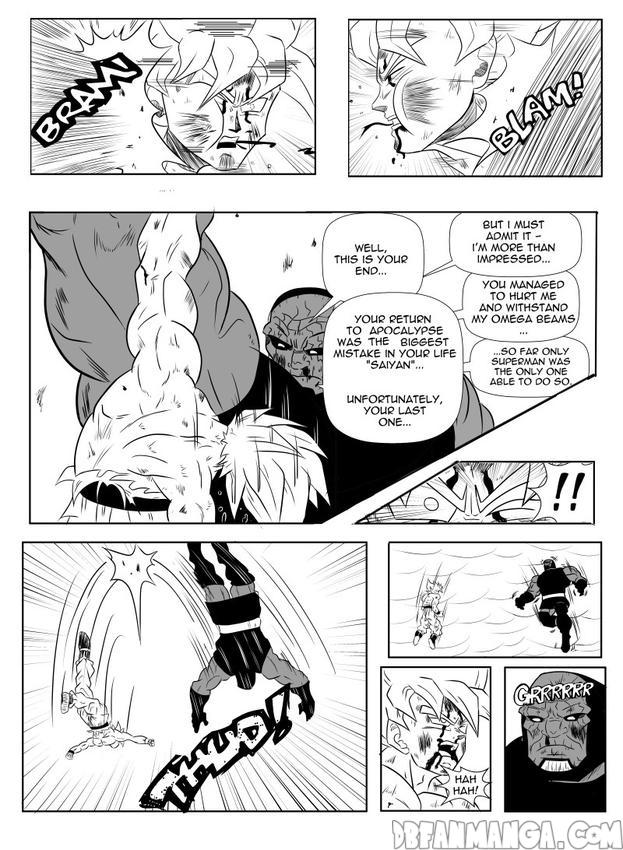 BRAM!
BLAM!
WELL,
THIS IS YOUR
END...
BUT I MUST
ADMIT IT -
I'M MORE THAN
IMPRESSED...
YOU MANAGED
TO HURT ME
AND WITHSTAND
MY OMEGA BEAMS
...
...SO FAR ONLY
SUPERMAN WAS
THE ONLY ONE
ABLE TO DO SO.
YOUR RETURN
TO APOCALYPSE
WAS THE BIGGEST
MISTAKE IN YOUR LIFE
"SAIYAN"...
UNFORTUNATELY,
YOUR LAST
ONE...
!!
THUD!
HAH
HAH!
GRRRRRR
DBFANMANGA.COM